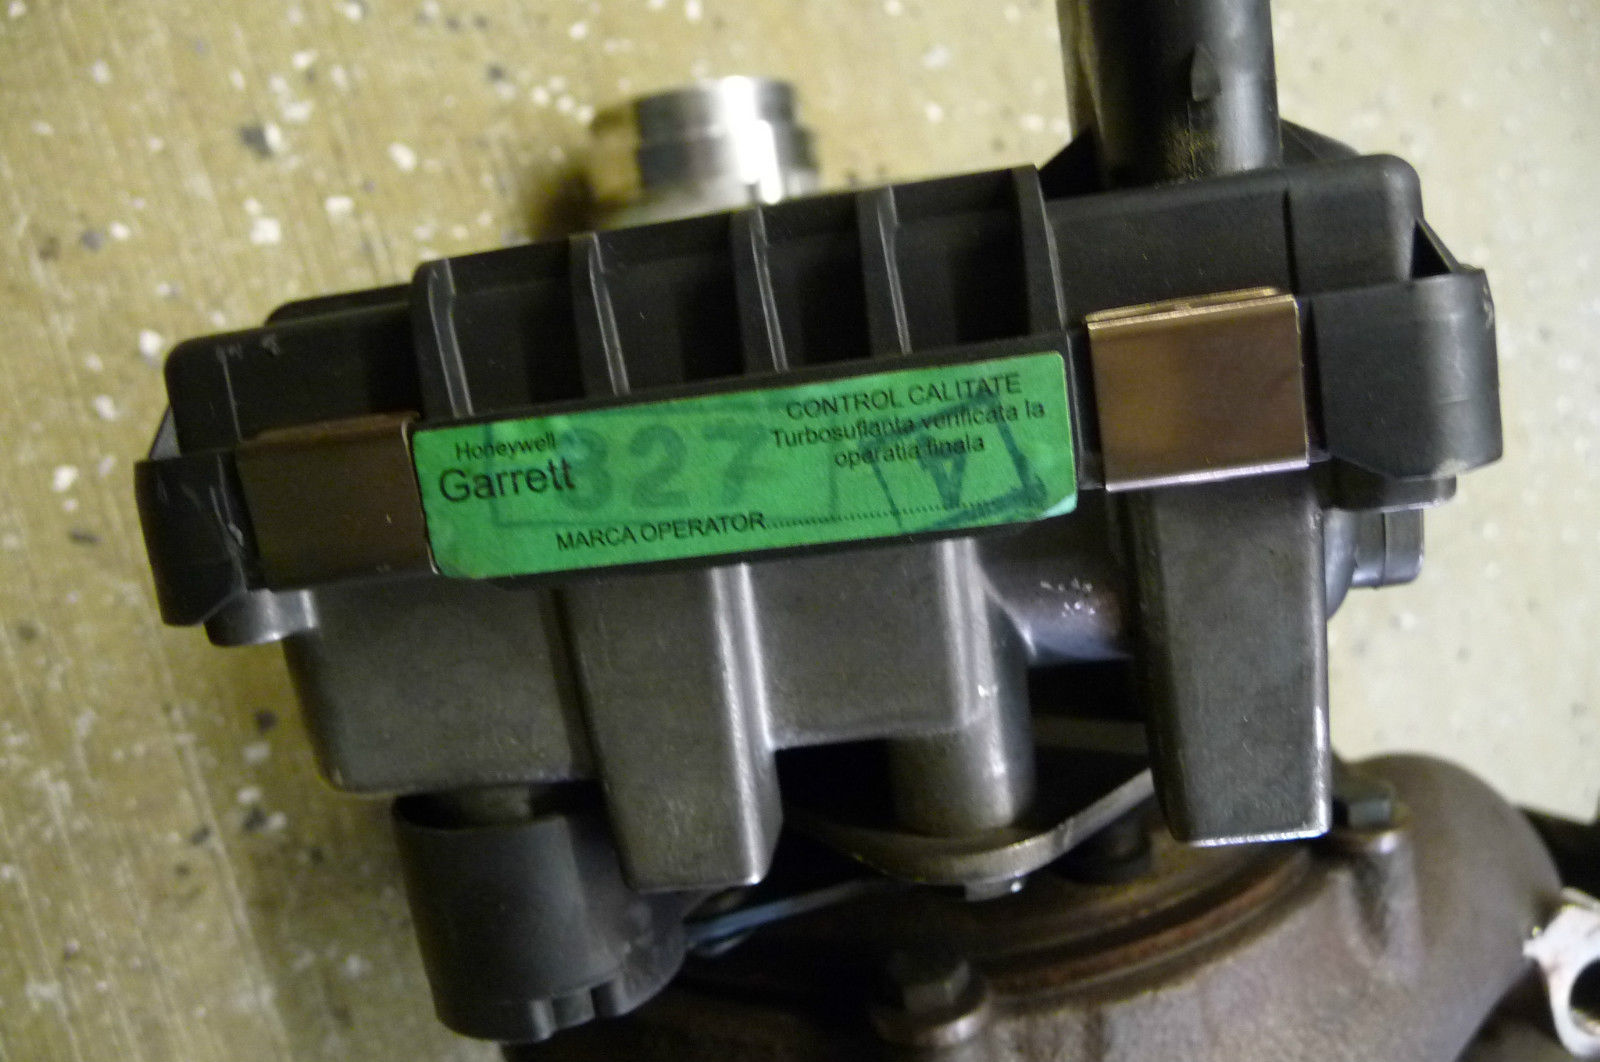 Honeywell
Garrett
327
CONTROL CALITATE
Turbosuflanta verificata la
operatia finala
MARCA OPERATOR......................................